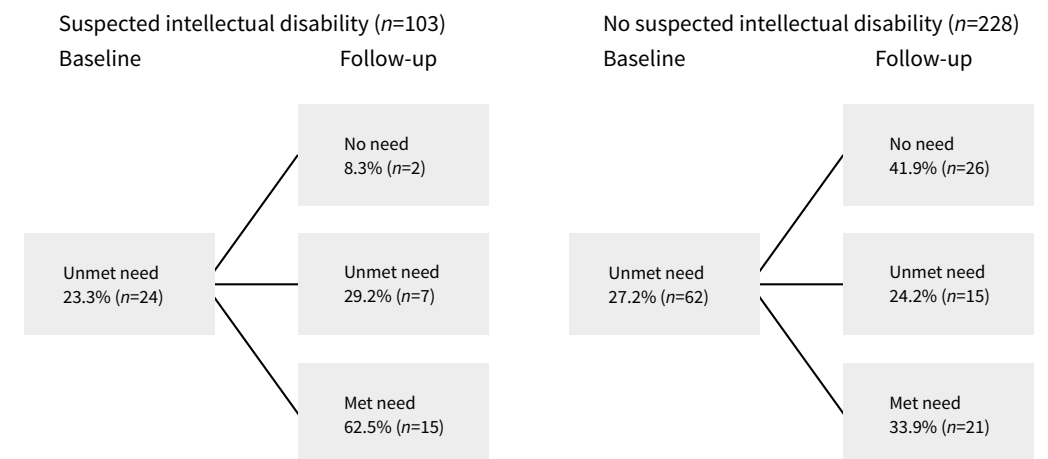 Suspected intellectual disability (n=103)
Baseline
Follow-up
No need
8.3% (n=2)
Unmet need
23.3% (n=24)
Unmet need
29.2% (n=7)
Met need
62.5% (n=15)
No suspected intellectual disability (n=228)
Baseline
Follow-up
No need
41.9% (n=26)
Unmet need
27.2% (n=62)
Unmet need
24.2% (n=15)
Met need
33.9% (n=21)